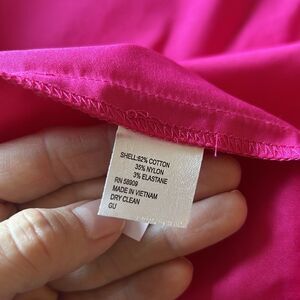 SHELL:62% COTTON
35% NYLON
3% ELASTANE
RN 58909
MADE IN VIETNAM
DRY CLEAN
GU